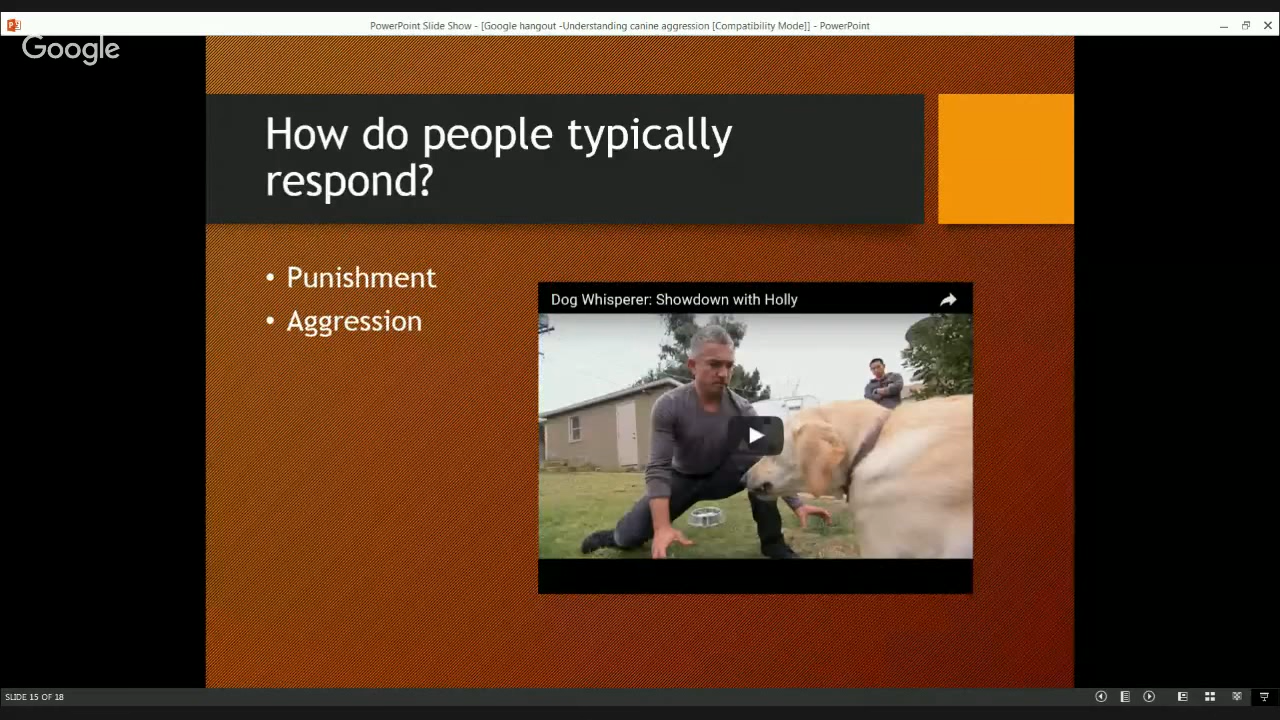 PowerPoint Slide Show - [Google hangout -Understanding canine aggression [Compatibility Mode]] - PowerPoint
Google
How do people typically
respond?
• Punishment
• Aggression
Dog Whisperer: Showdown with Holly
SLIDE 15 OF 18